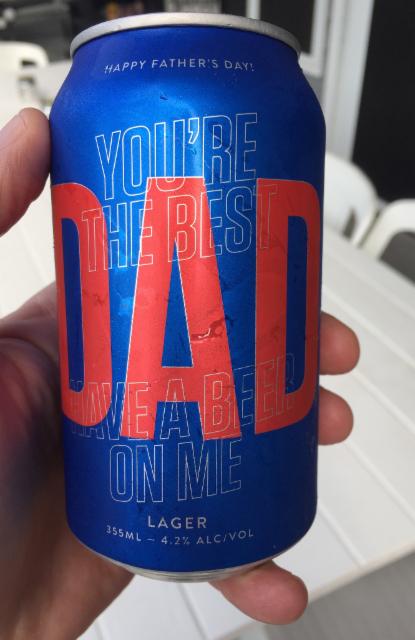 HAPPY FATHER'S DAY!
YOU'RE
THE BEST
DAD
HAVE A BEER
ON ME
LAGER
355ML – 4.2% ALC/VOL